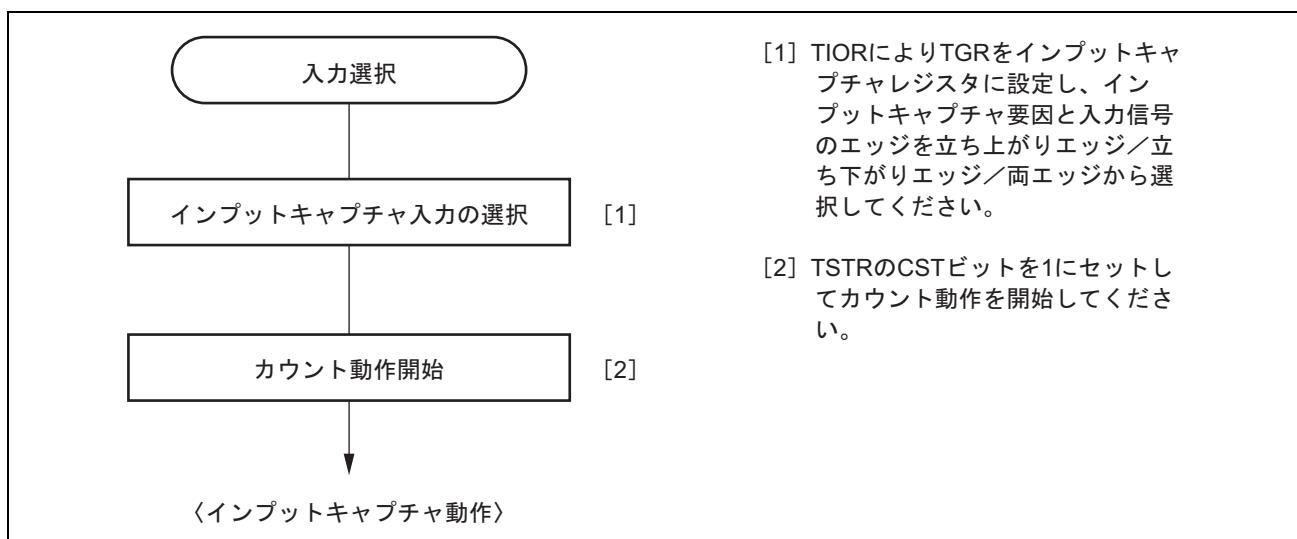 入力選択
インプットキャプチャ入力の選択 [1]
カウント動作開始 [2]
〈インプットキャプチャ動作〉
[1] TIORによりTGRをインプットキャ
プチャレジスタに設定し、イン
プットキャプチャ要因と入力信号
のエッジを立ち上がりエッジ／立
ち下がりエッジ／両エッジから選
択してください。
[2] TSTRのCSTビットを1にセットし
てカウント動作を開始してくださ
い。